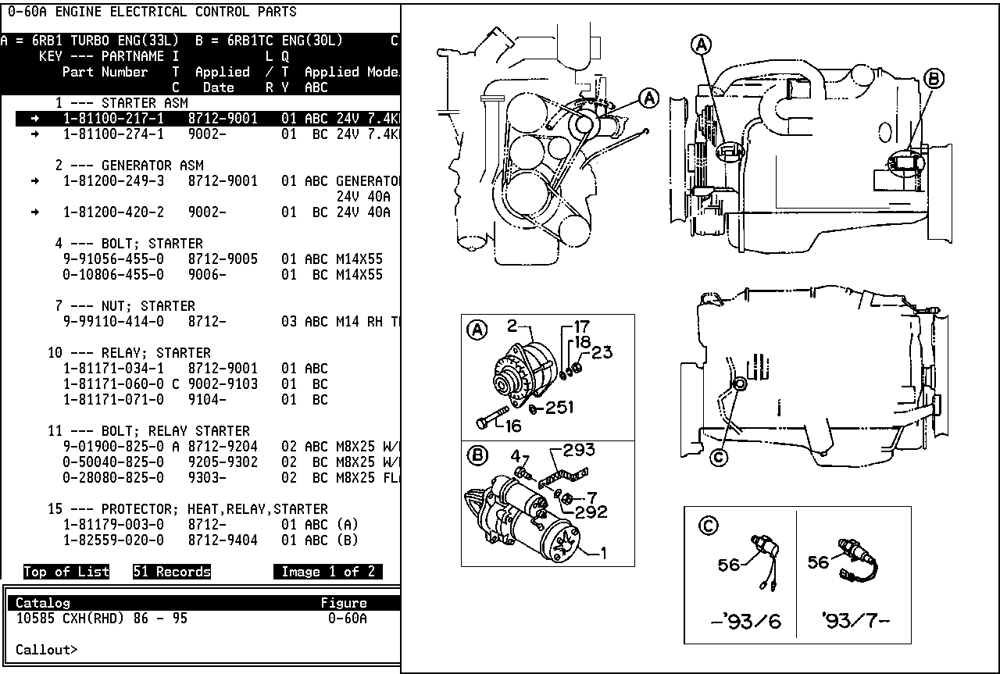 0-60A ENGINE ELECTRICAL CONTROL PARTS
A = 6RB1 TURBO ENG(33L) B = 6RB1TC ENG(30L) C
KEY --- PARTNAME I L Q
Part Number T Applied / T Applied Mode
C Date R Y ABC
1 --- STARTER ASM
→ 1-81100-217-1 8712-9001 01 ABC 24V 7.4K
→ 1-81100-274-1 9002- 01 BC 24V 7.4K
2 --- GENERATOR ASM
→ 1-81200-249-3 8712-9001 01 ABC GENERATO
24V 40A
→ 1-81200-420-2 9002- 01 BC 24V 40A
4 --- BOLT; STARTER
9-91056-455-0 8712-9005 01 ABC M14X55
0-10806-455-0 9006- 01 BC M14X55
7 --- NUT; STARTER
9-99110-414-0 8712- 03 ABC M14 RH T
10 --- RELAY; STARTER
1-81171-034-1 8712-9001 01 ABC
1-81171-060-0 C 9002-9103 01 BC
1-81171-071-0 9104- 01 BC
11 --- BOLT; RELAY STARTER
9-01900-825-0 A 8712-9204 02 ABC M8X25 W/
0-50040-825-0 9205-9302 02 BC M8X25 W/
0-28080-825-0 9303- 02 BC M8X25 FL
15 --- PROTECTOR; HEAT,RELAY,STARTER
1-81179-003-0 8712- 01 ABC (A)
1-82559-020-0 8712-9404 01 ABC (B)
Top of List 51 Records Image 1 of 2
Catalog Figure
10585 CXH(RHD) 86 - 95 0-60A
Callout>
A
A
B
C
A
2
17
18
23
251
16
B
4
293
7
292
1
C
56
56
-'93/6
'93/7-